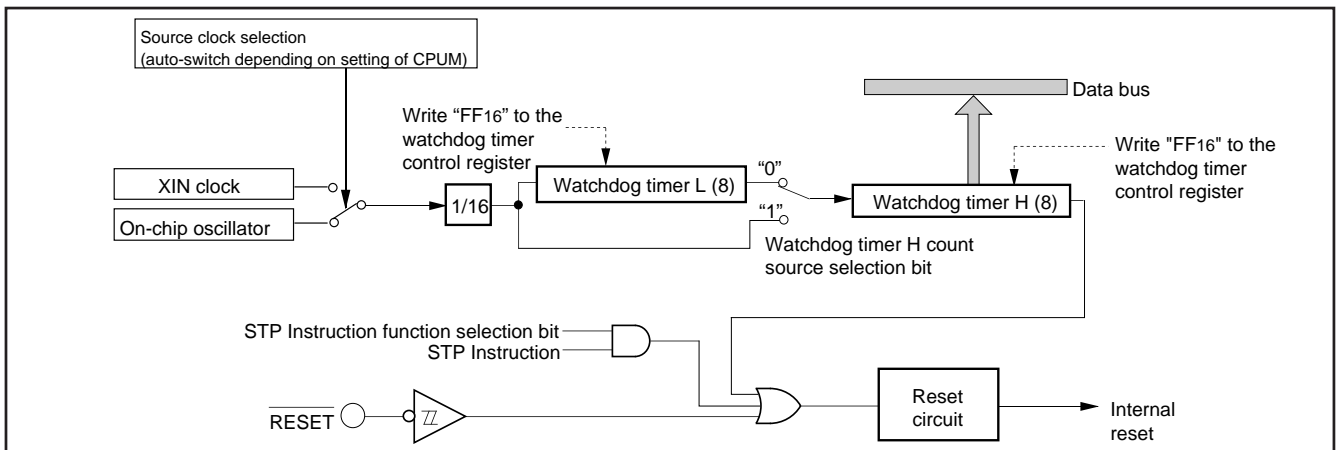 Source clock selection
(auto-switch depending on setting of CPUM)
Data bus
Write “FF16” to the
watchdog timer
control register
Write "FF16" to the
watchdog timer
control register
XIN clock
On-chip oscillator
1/16
Watchdog timer L (8)
“0”
“1”
Watchdog timer H (8)
Watchdog timer H count
source selection bit
STP Instruction function selection bit
STP Instruction
RESET
Reset
circuit
Internal
reset